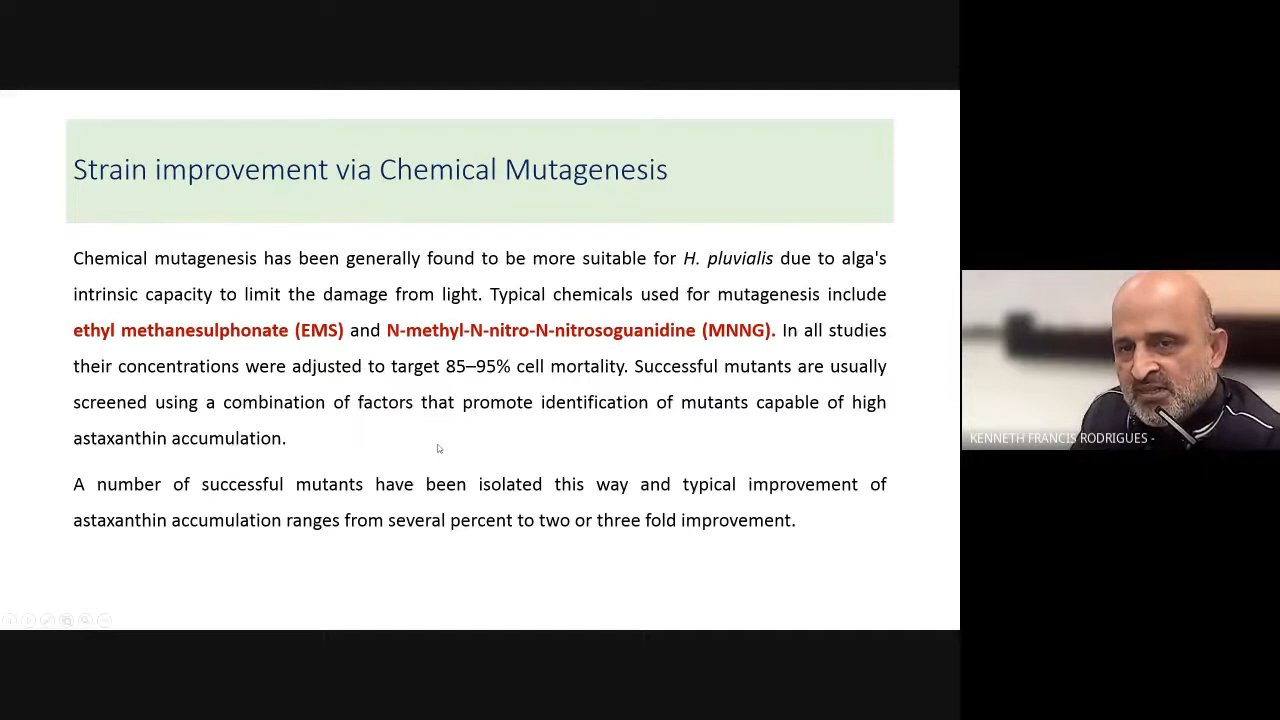 Strain improvement via Chemical Mutagenesis
Chemical mutagenesis has been generally found to be more suitable for H. pluvialis due to alga's
intrinsic capacity to limit the damage from light. Typical chemicals used for mutagenesis include
ethyl methanesulphonate (EMS) and N-methyl-N-nitro-N-nitrosoguanidine (MNNG). In all studies
their concentrations were adjusted to target 85–95% cell mortality. Successful mutants are usually
screened using a combination of factors that promote identification of mutants capable of high
astaxanthin accumulation.
A number of successful mutants have been isolated this way and typical improvement of
astaxanthin accumulation ranges from several percent to two or three fold improvement.
KENNETH FRANCIS RODRIGUES -